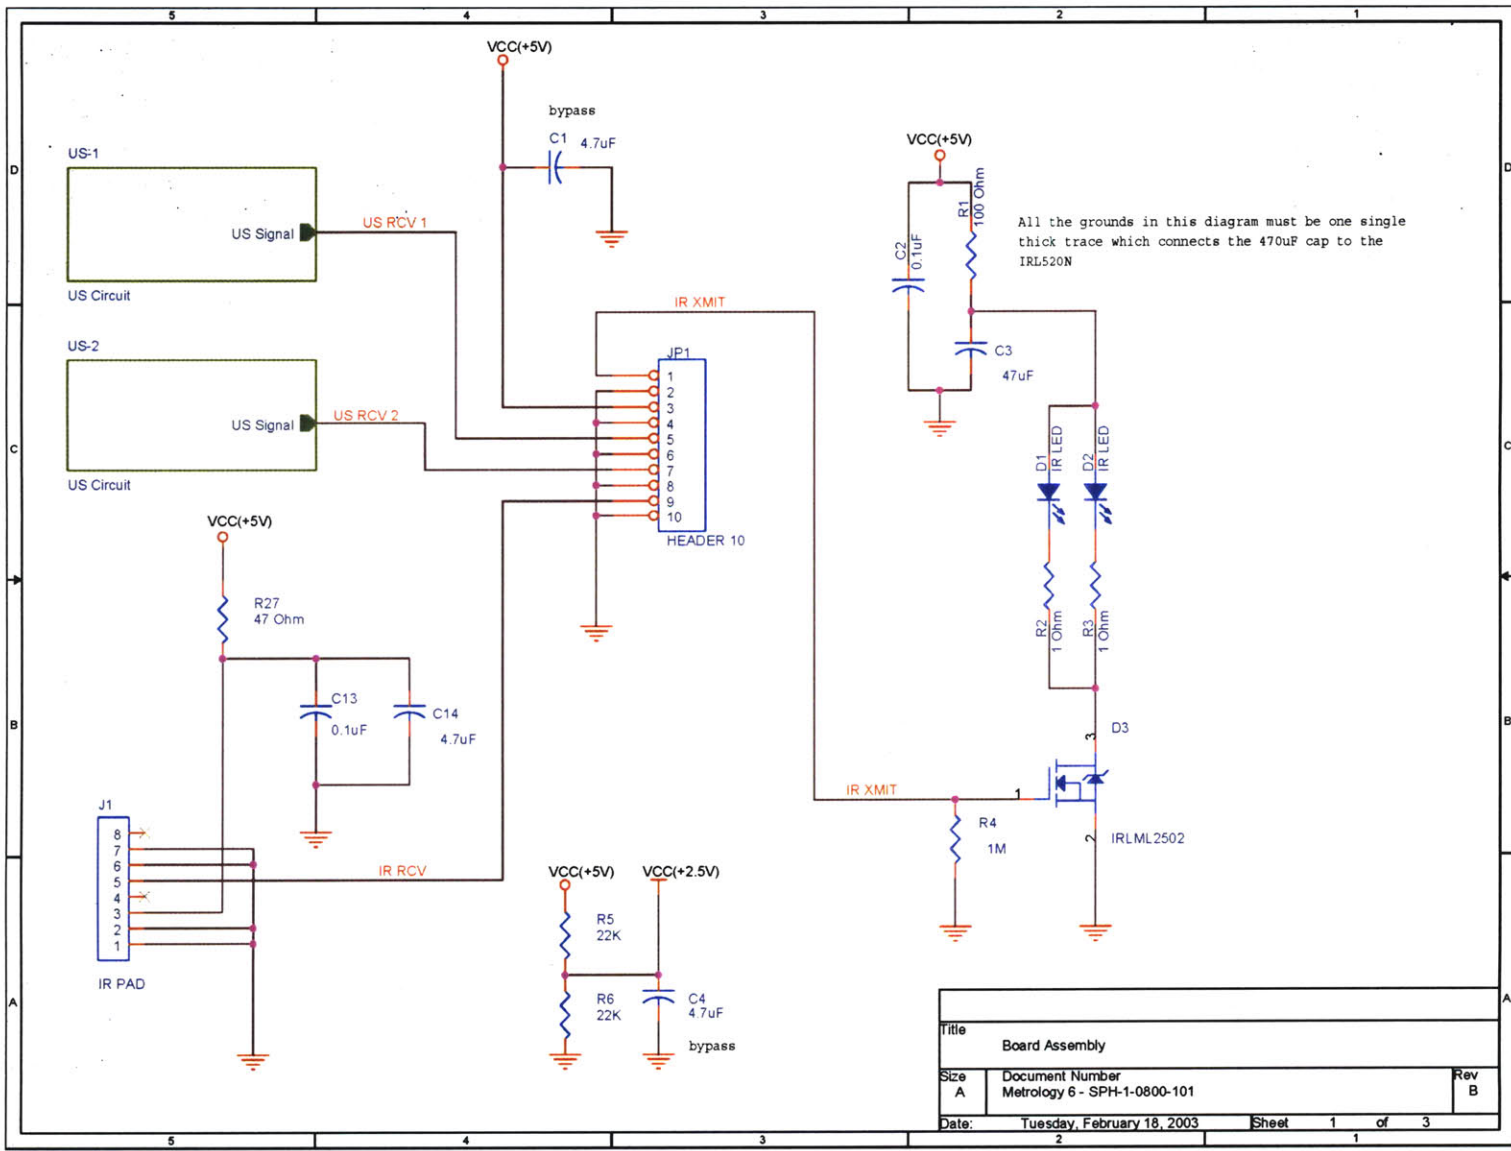 5 4 3 2 1
D
D
C
C
B
B
A
A
VCC(+5V)
bypass
C1 4.7uF
US-1
US Signal
US RCV 1
US Circuit
US-2
US Signal
US RCV 2
US Circuit
IR XMIT
JP1
1
2
3
4
5
6
7
8
9
10
HEADER 10
VCC(+5V)
C2
0.1uF
R1
100 Ohm
All the grounds in this diagram must be one single
thick trace which connects the 470uF cap to the
IRL520N
C3
47uF
D1
IR LED
D2
IR LED
R2
1 Ohm
R3
1 Ohm
3
D3
IR XMIT
1
2
IRLML2502
R4
1M
VCC(+5V)
R27
47 Ohm
C13
0.1uF
C14
4.7uF
J1
8
7
6
5
4
3
2
1
IR PAD
IR RCV
VCC(+5V) VCC(+2.5V)
R5
22K
R6
22K
C4
4.7uF
bypass
Title
Board Assembly
Size
A
Document Number
Metrology 6 - SPH-1-0800-101
Rev
B
Date: Tuesday, February 18, 2003 Sheet 1 of 3
5 4 3 2 1